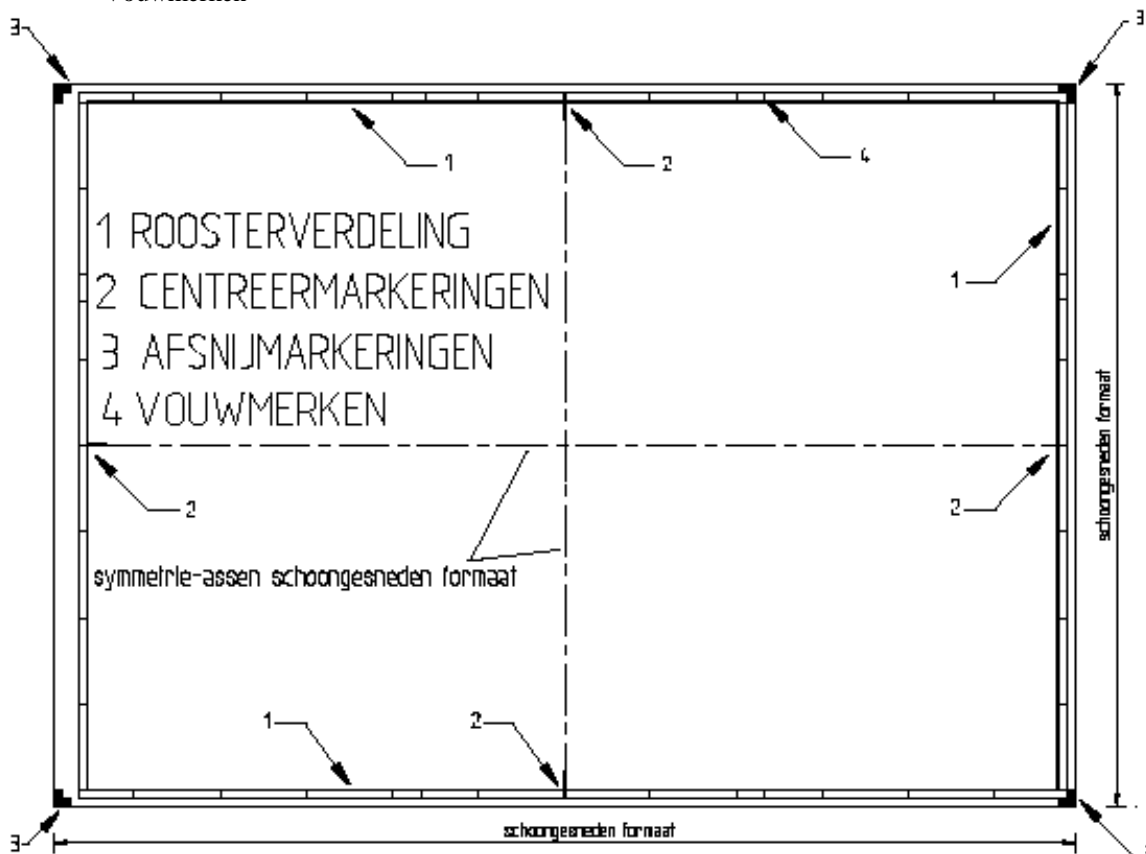 3
3
1
2
4
1 ROOSTERVERDELING
2 CENTREERMARKERINGEN
3 AFSNIJMARKERINGEN
4 VOUWMERKEN
1
schoongesneden formaat
2
2
symmetrie-assen schoongesneden formaat
1
2
schoongesneden formaat
3